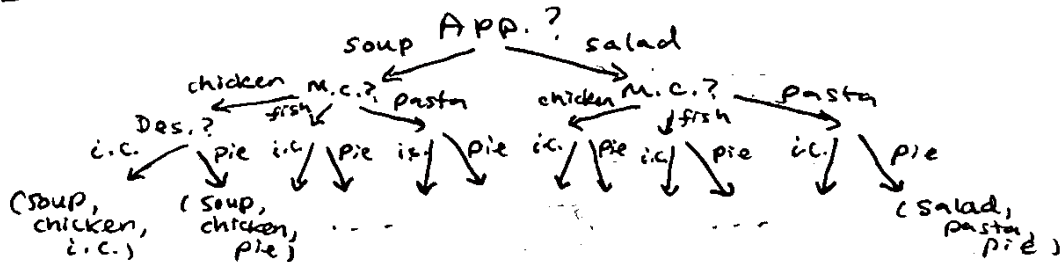 App. ?
soup salad
chicken M.C.? pasta chicken M.C.? pasta
fish fish
Des. ?
i.c. pie i.c. pie i.c. pie i.c. pie i.c. pie i.c. pie
(soup, (soup, (salad,
chicken, chicken, .... .... pasta,
i.c.) pie) pie)